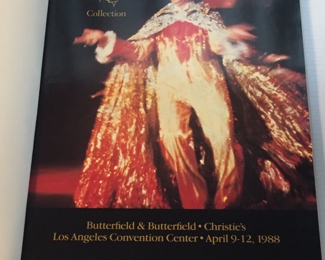 Collection
Butterfield & Butterfield • Christie's
Los Angeles Convention Center • April 9-12, 1988